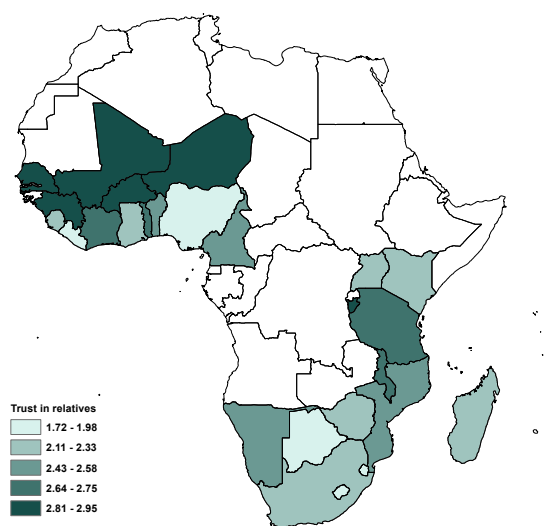 Trust in relatives
1.72 - 1.98
2.11 - 2.33
2.43 - 2.58
2.64 - 2.75
2.81 - 2.95